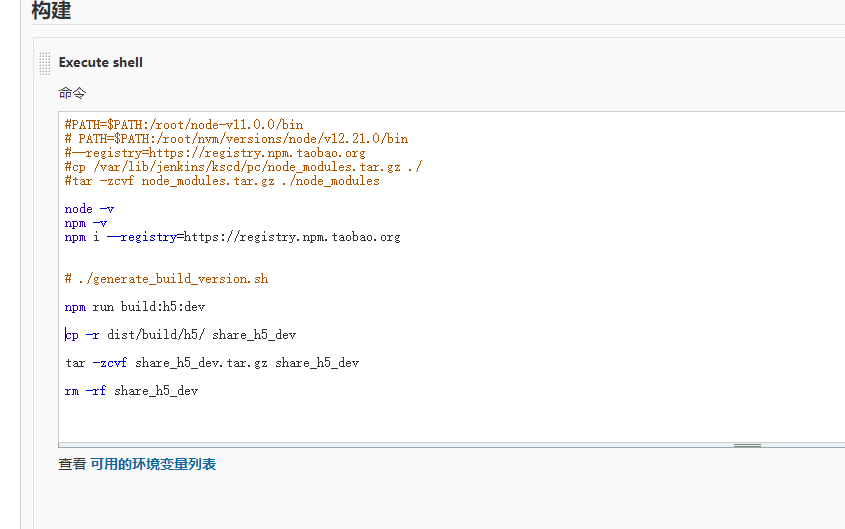 构建
Execute shell
命令
#PATH=$PATH:/root/node-v11.0.0/bin
# PATH=$PATH:/root/nvm/versions/node/v12.21.0/bin
#--registry=https://registry.npm.taobao.org
#cp /var/lib/jenkins/kscd/pc/node_modules.tar.gz ./
#tar -zcvf node_modules.tar.gz ./node_modules
node -v
npm -v
npm i --registry=https://registry.npm.taobao.org
# ./generate_build_version.sh
npm run build:h5:dev
cp -r dist/build/h5/ share_h5_dev
tar -zcvf share_h5_dev.tar.gz share_h5_dev
rm -rf share_h5_dev
查看 可用的环境变量列表